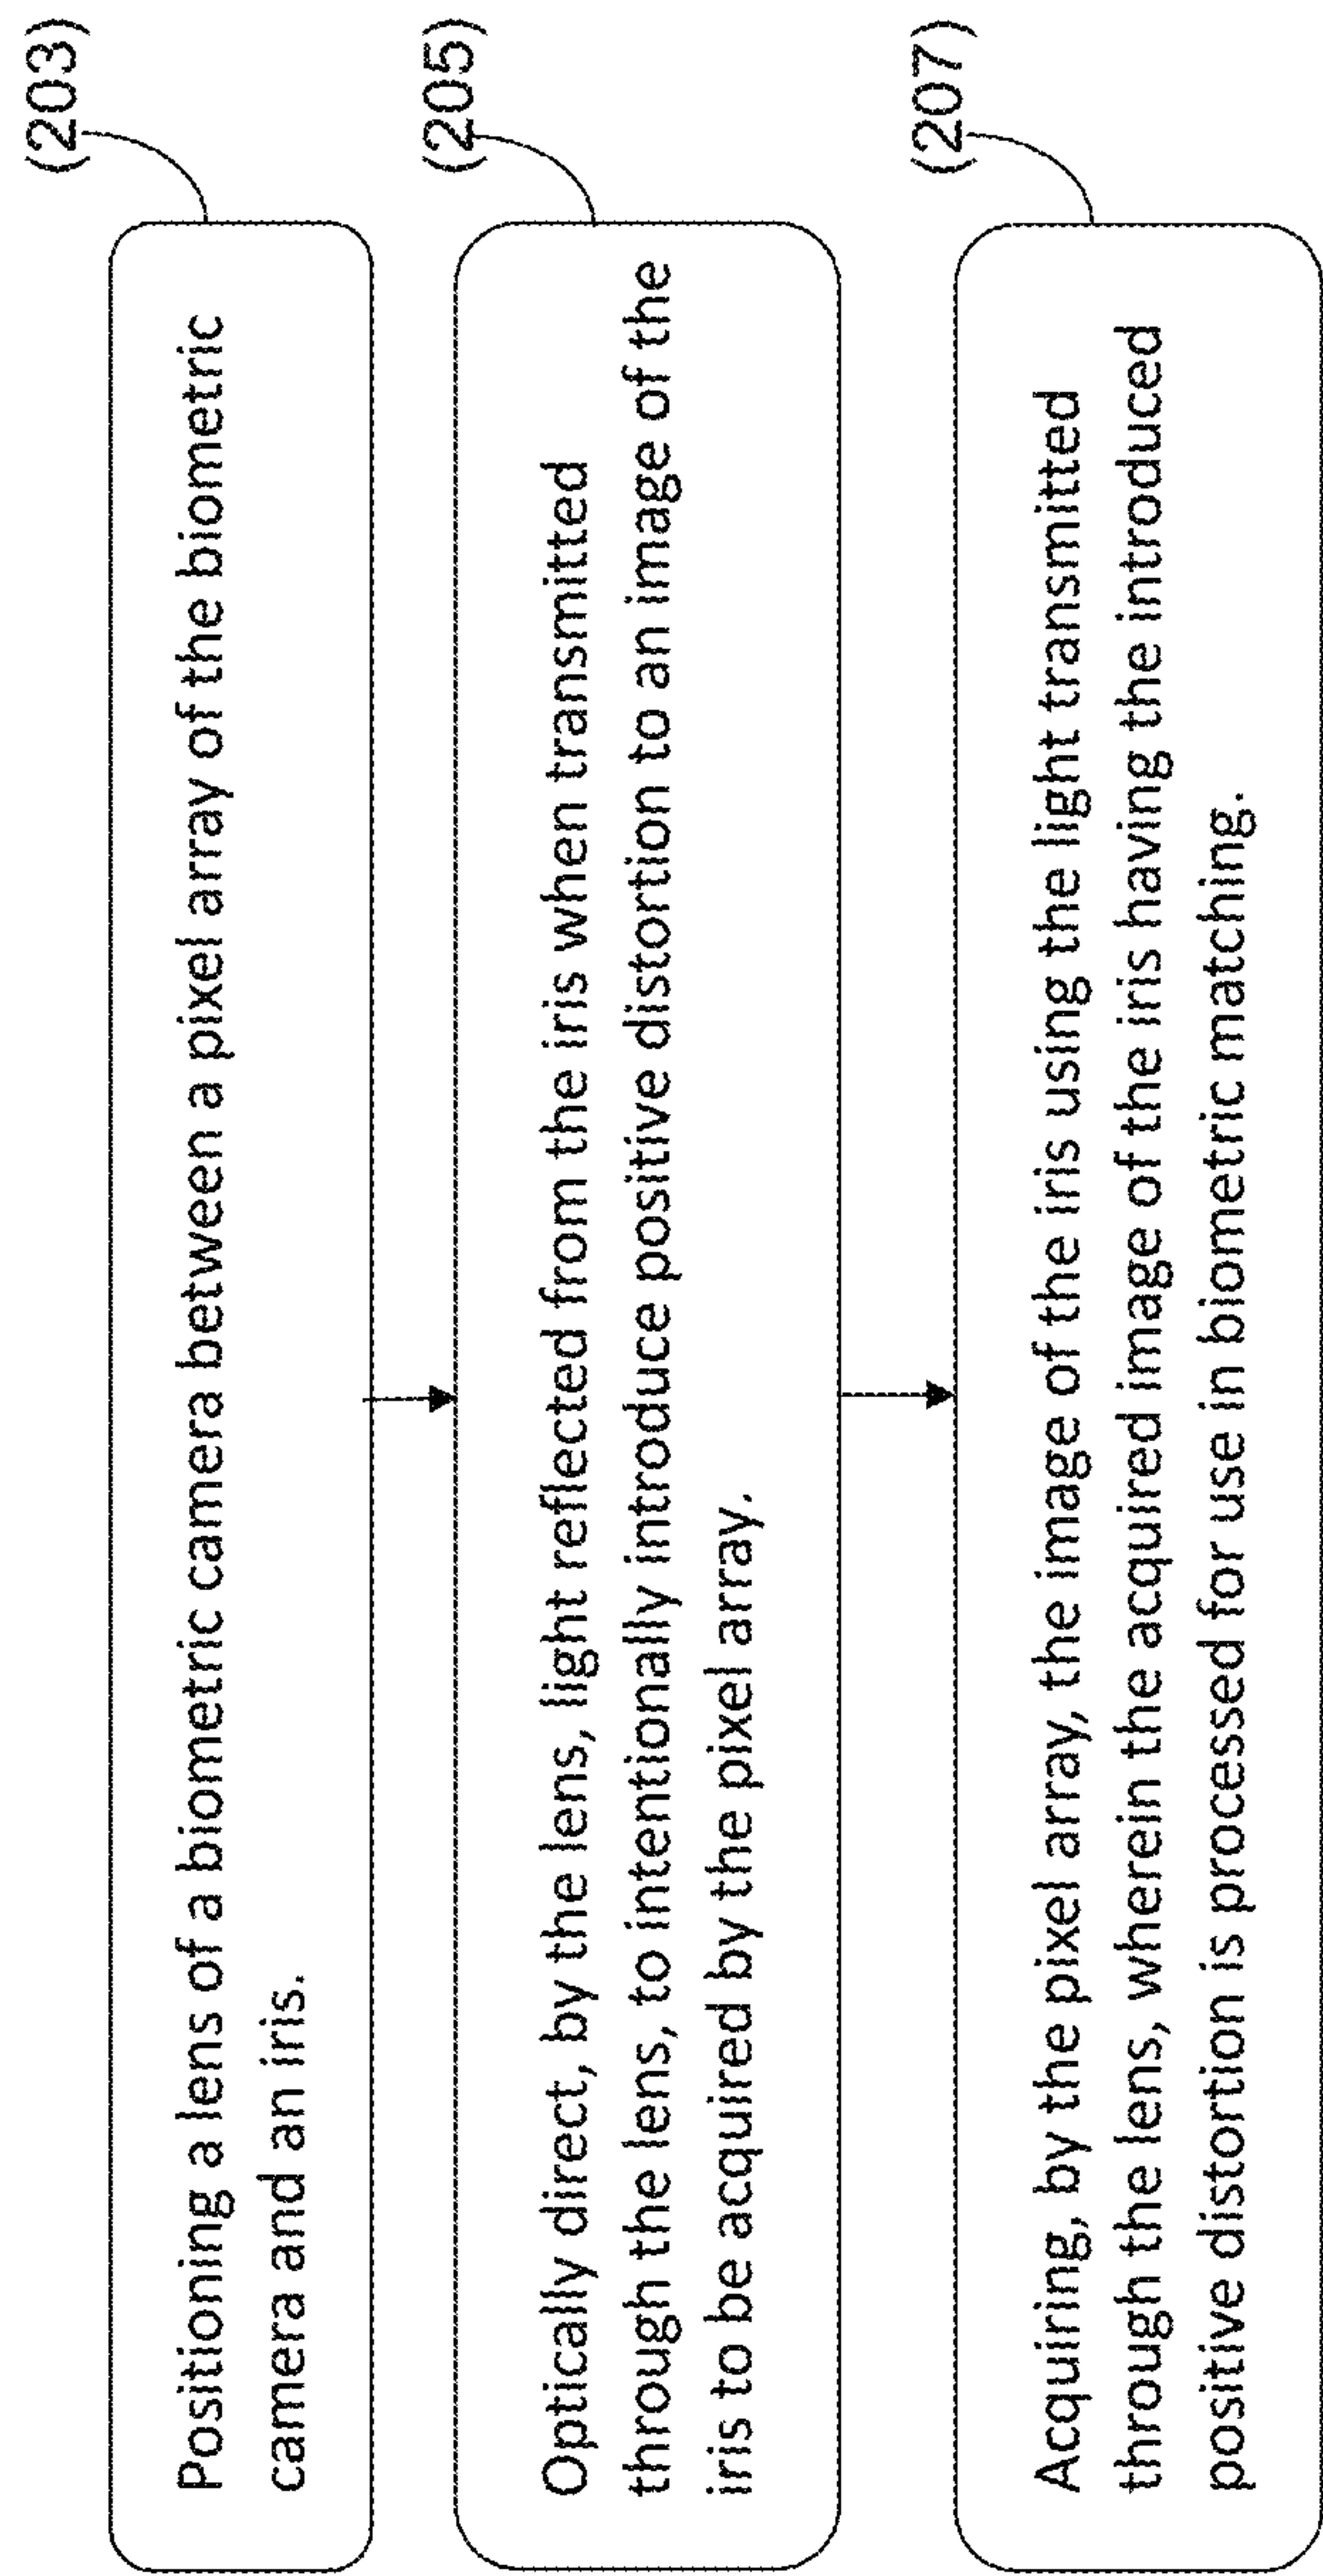 (203)
Positioning a lens of a biometric camera between a pixel array of the biometric
camera and an iris.
(205)
Optically direct, by the lens, light reflected from the iris when transmitted
through the lens, to intentionally introduce positive distortion to an image of the
iris to be acquired by the pixel array.
(207)
Acquiring, by the pixel array, the image of the iris using the light transmitted
through the lens, wherein the acquired image of the iris having the introduced
positive distortion is processed for use in biometric matching.